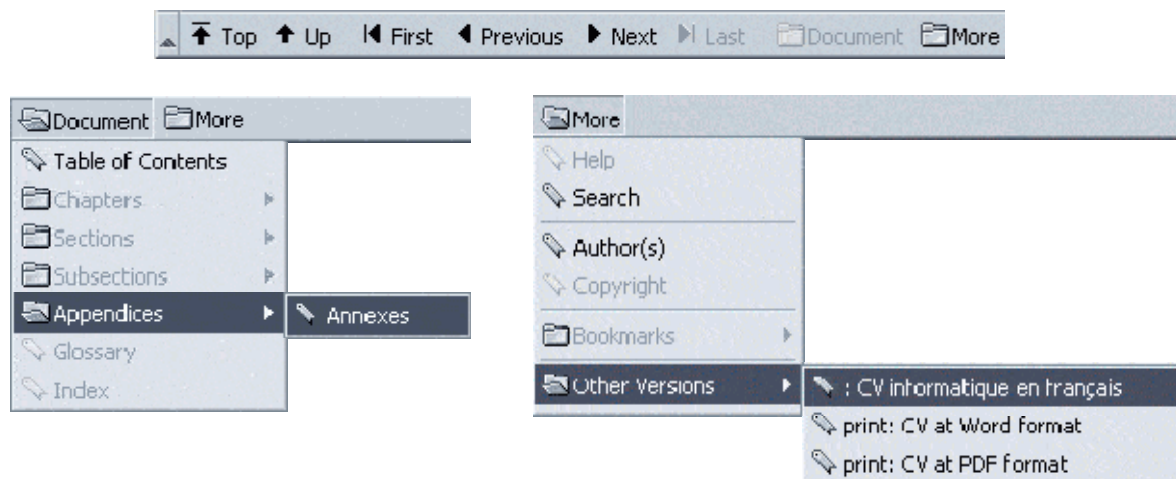 Top Up First Previous Next Last Document More
Document More
Table of Contents
Chapters
Sections
Subsections
Appendices
Annexes
Glossary
Index
More
Help
Search
Author(s)
Copyright
Bookmarks
Other Versions
: CV informatique en français
print: CV at Word format
print: CV at PDF format